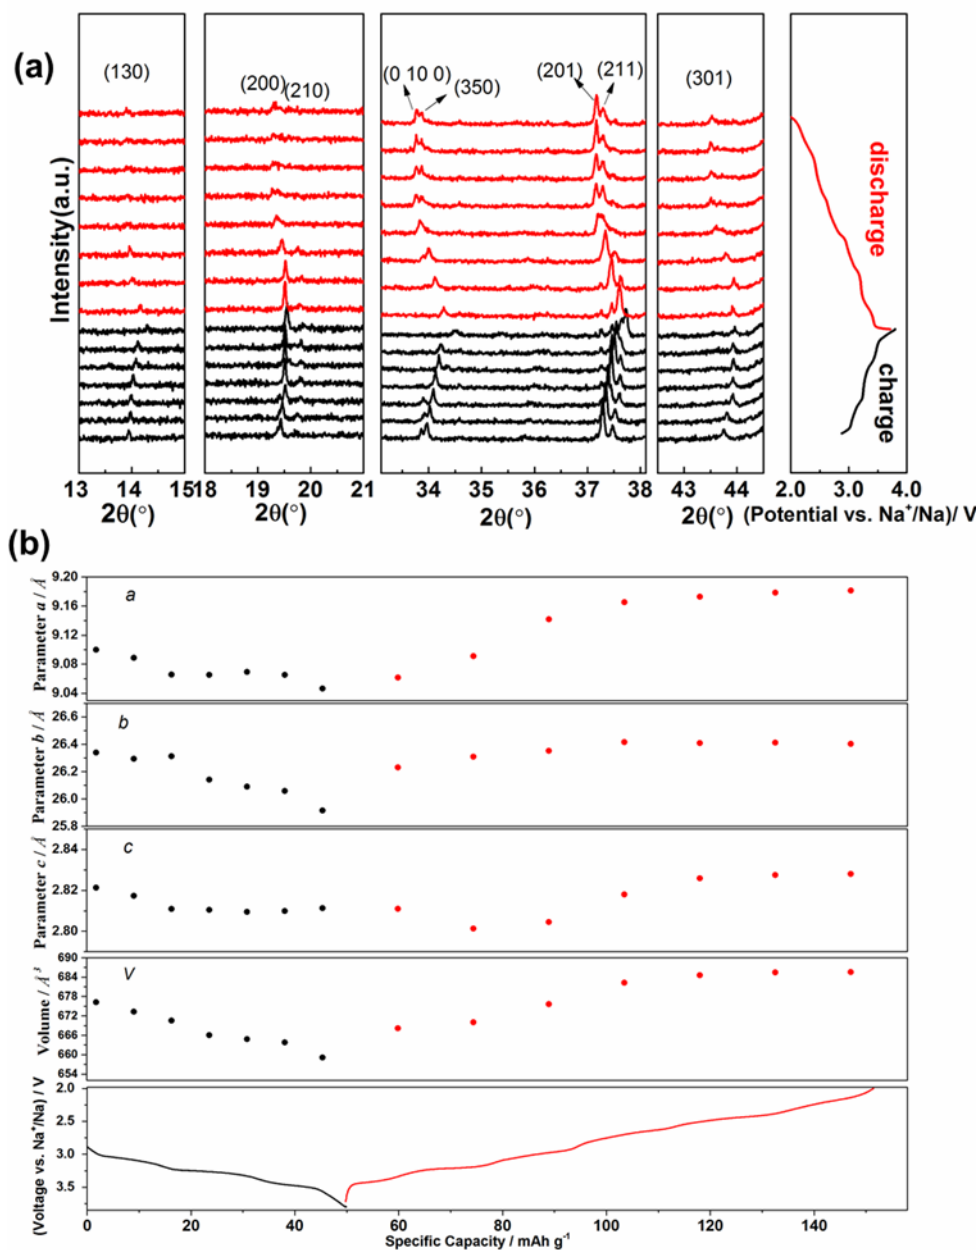 (a)
(130)
(200)
(210)
(0 10 0)
(350)
(201)
(211)
(301)
Intensity(a.u.)
discharge
charge
13 14 15
18 19 20 21
34 35 36 37 38
43 44
2.0 3.0 4.0
2θ(°)
2θ(°)
2θ(°)
2θ(°)
(Potential vs. Na⁺/Na)/ V
(b)
Parameter a / Å
9.20
9.16
9.12
9.08
9.04
a
Parameter b / Å
26.6
26.4
26.2
26.0
25.8
b
Parameter c / Å
2.84
2.82
2.80
c
Volume / Å³
690
684
678
672
666
660
654
V
(Voltage vs. Na⁺/Na) / V
2.0
2.5
3.0
3.5
0 20 40 60 80 100 120 140
Specific Capacity / mAh g⁻¹